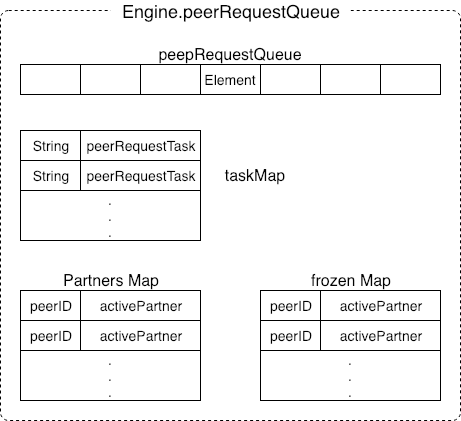 Engine.peerRequestQueue
peepRequestQueue
Element
String peerRequestTask
String peerRequestTask
.
.
.
taskMap
Partners Map
peerID activePartner
peerID activePartner
.
.
.
frozen Map
peerID activePartner
peerID activePartner
.
.
.